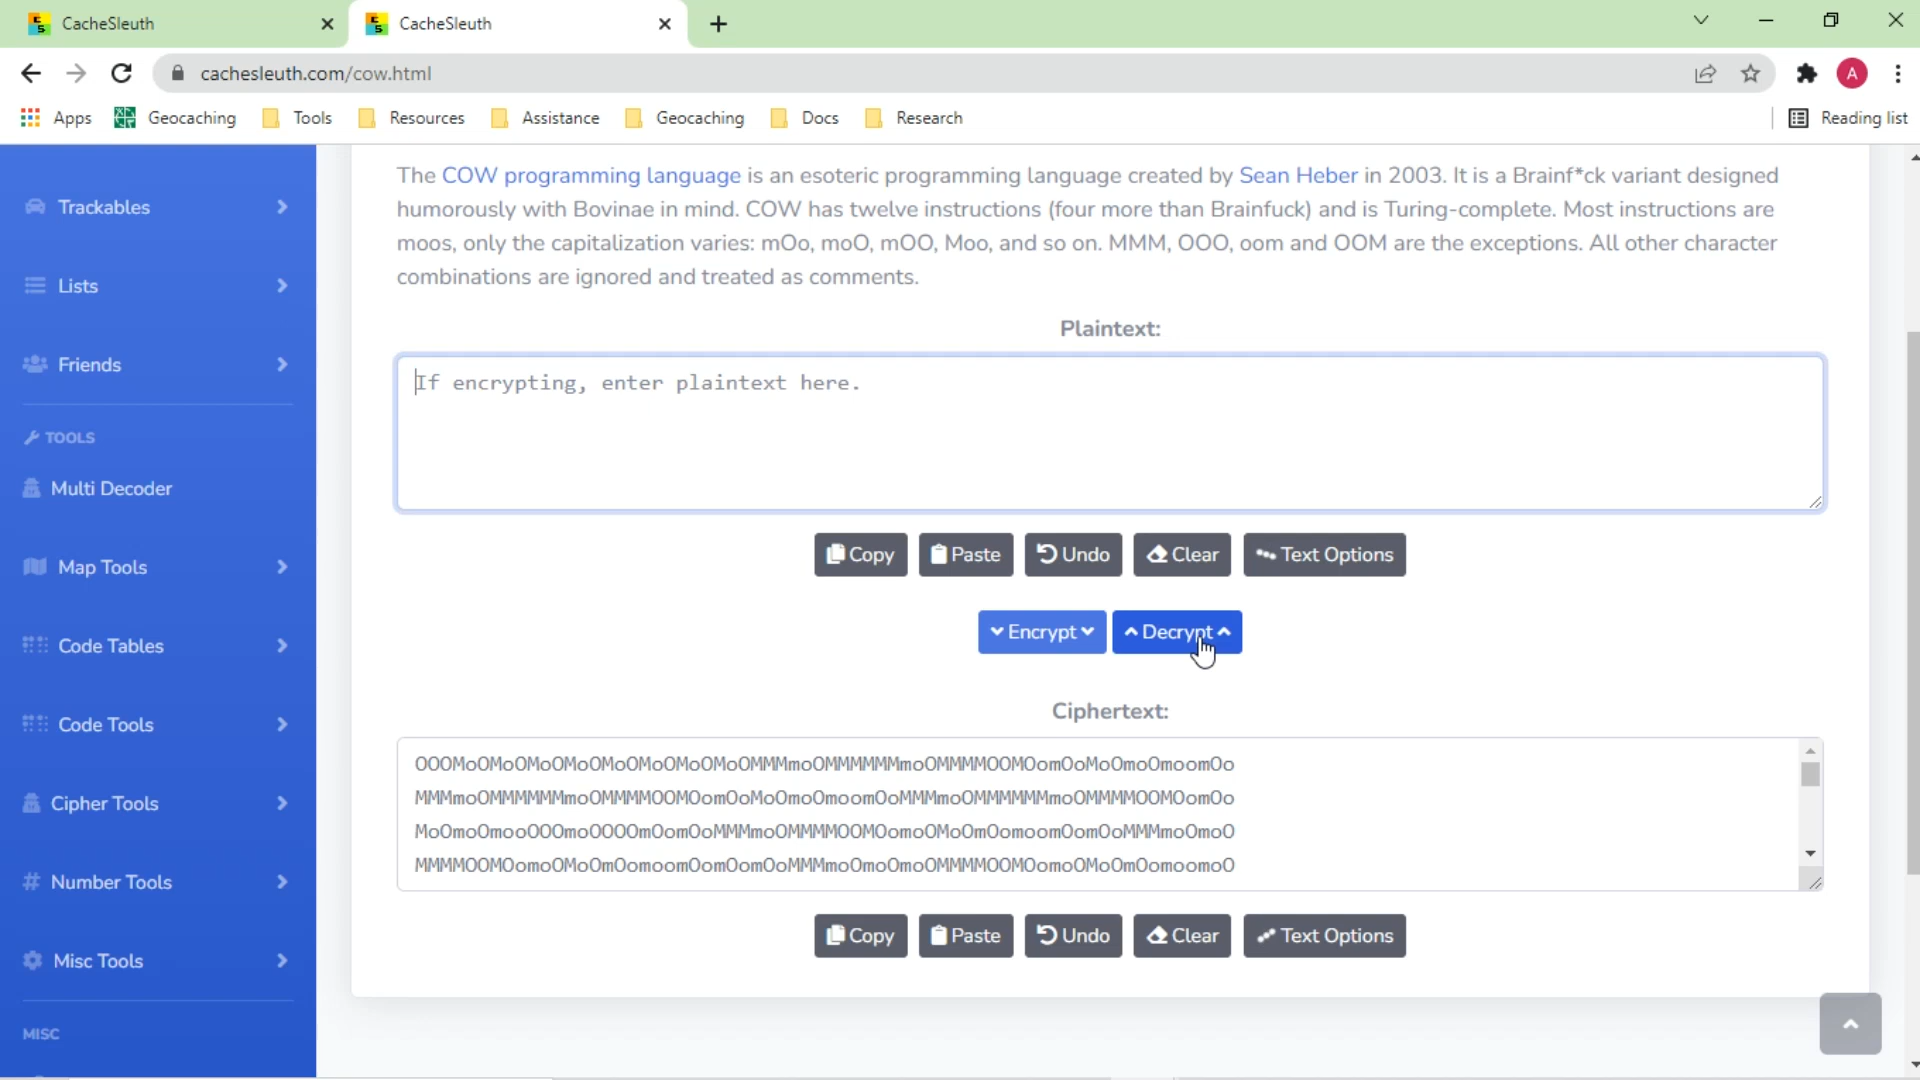 CacheSleuth
CacheSleuth
cachesleuth.com/cow.html
A
Apps
Geocaching
Tools
Resources
Assistance
Geocaching
Docs
Research
Reading list
Trackables
Lists
Friends
TOOLS
Multi Decoder
Map Tools
Code Tables
Code Tools
Cipher Tools
Number Tools
Misc Tools
MISC
The COW programming language is an esoteric programming language created by Sean Heber in 2003. It is a Brainf*ck variant designed
humorously with Bovinae in mind. COW has twelve instructions (four more than Brainfuck) and is Turing-complete. Most instructions are
moos, only the capitalization varies: mOo, moO, mOO, Moo, and so on. MMM, OOO, oom and OOM are the exceptions. All other character
combinations are ignored and treated as comments.
Plaintext:
If encrypting, enter plaintext here.
Copy Paste Undo Clear Text Options
Encrypt Decrypt
Ciphertext:
OOOMoOMoOMoOMoOMoOMoOMoOMoOMoOMMMmoOMMMMMMmoOMMMMOOMOomOoMoOmoOmoomOo
MMMmoOMMMMMMmoOMMMMOOMOomOoMoOmoOmoomOoMMMmoOMMMMMMmoOMMMMOOMOomOo
MoOmoOmooOOOmoOOOOmOomOoMMMmoOMMMMOOMOomoOMoOmOomoomOomOoMMMmoOmoO
MMMMOOMOomoOMoOmOomoomOomOomOoMMMmoOmoOmoOMMMMOOMOomoOMoOmOomoomoO
Copy Paste Undo Clear Text Options